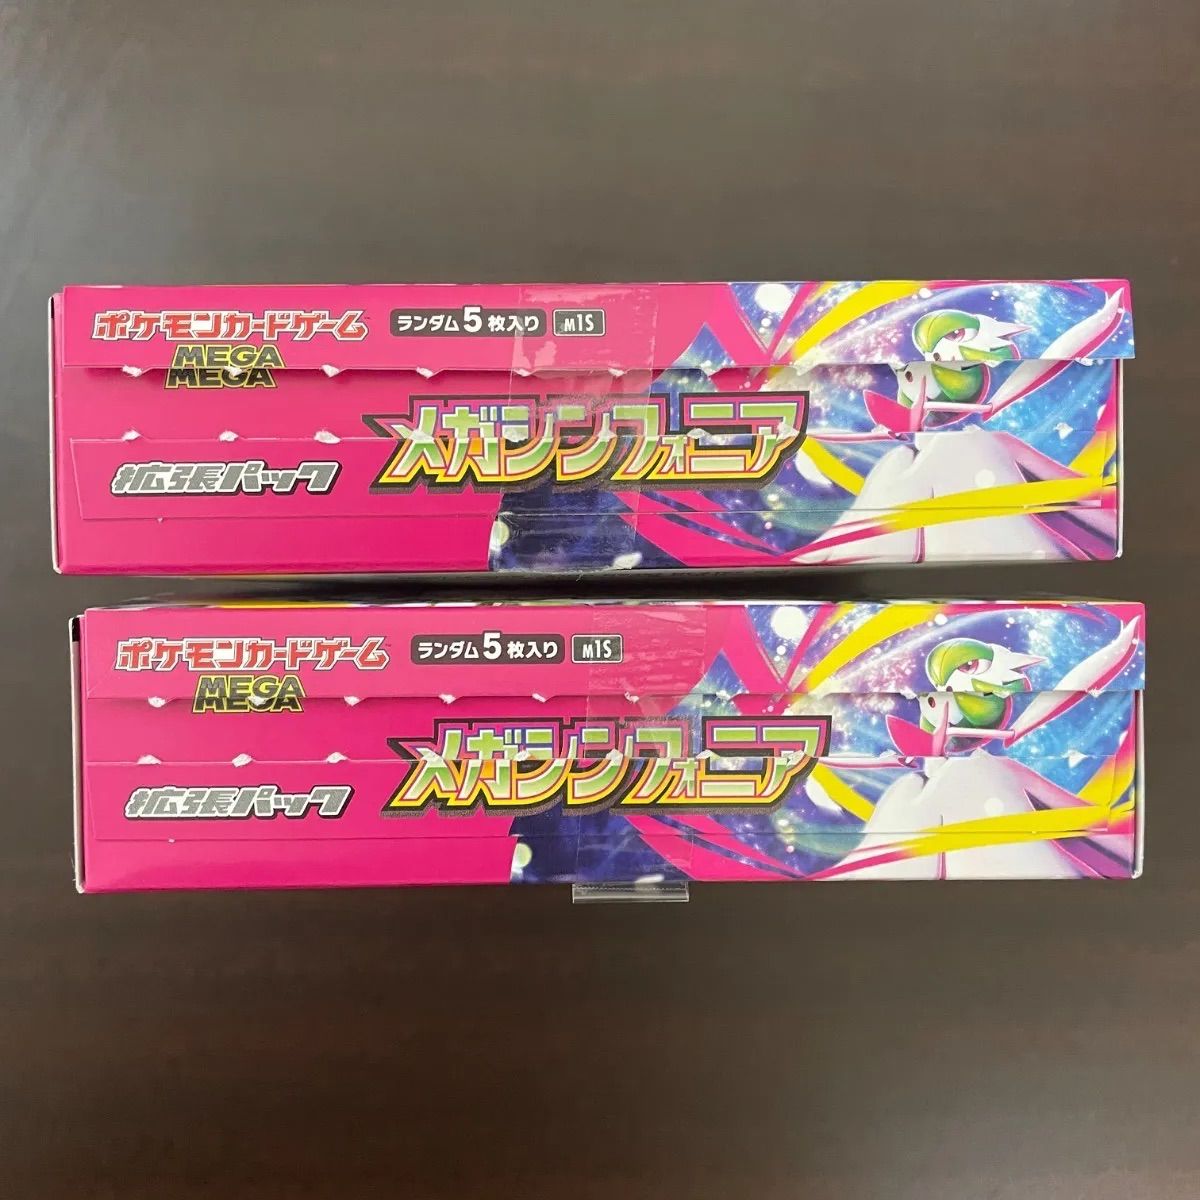 ポケモンカードゲーム
ランダム5枚入り
M1S
MEGA
MEGA
メガシンフォニア
拡張パック
ポケモンカードゲーム
ランダム5枚入り
M1S
MEGA
メガシンフォニア
拡張パック